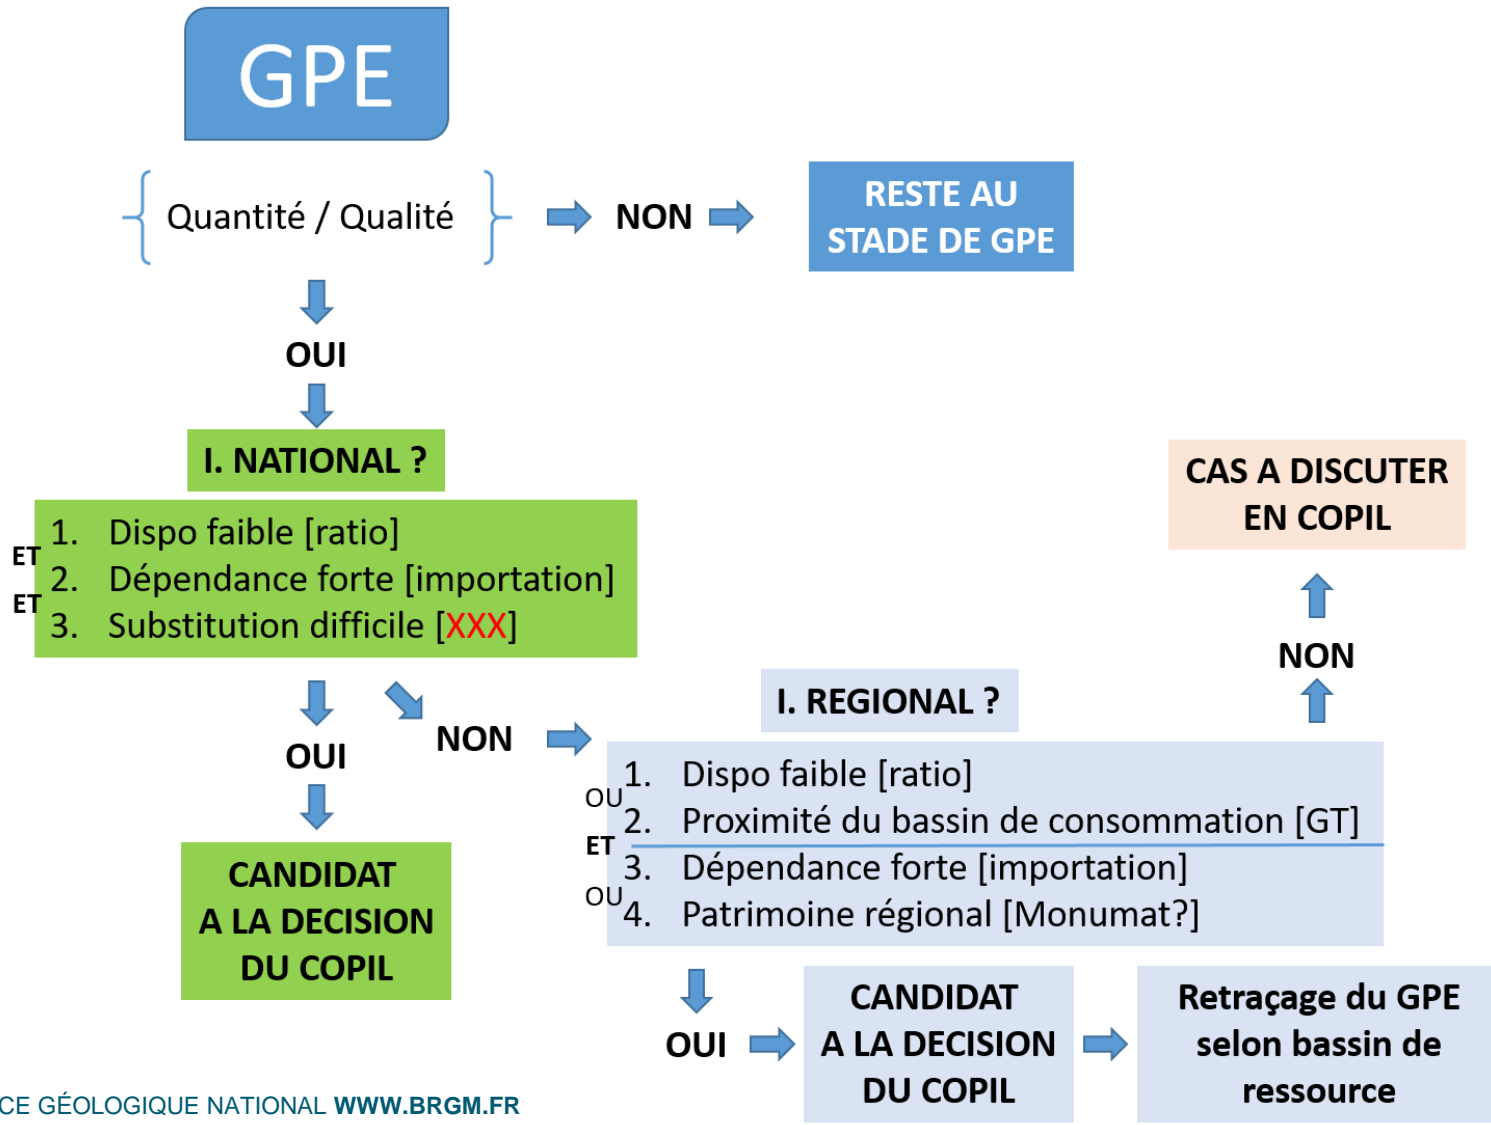 GPE
Quantité / Qualité
NON
RESTE AU
STADE DE GPE
OUI
I. NATIONAL ?
ET
ET
1. Dispo faible [ratio]
2. Dépendance forte [importation]
3. Substitution difficile [XXX]
OUI
CANDIDAT
A LA DECISION
DU COPIL
NON
I. REGIONAL ?
OU
ET
OU
1. Dispo faible [ratio]
2. Proximité du bassin de consommation [GT]
3. Dépendance forte [importation]
4. Patrimoine régional [Monumat?]
NON
CAS A DISCUTER
EN COPIL
OUI
CANDIDAT
A LA DECISION
DU COPIL
Retraçage du GPE
selon bassin de
ressource
CE GÉOLOGIQUE NATIONAL WWW.BRGM.FR